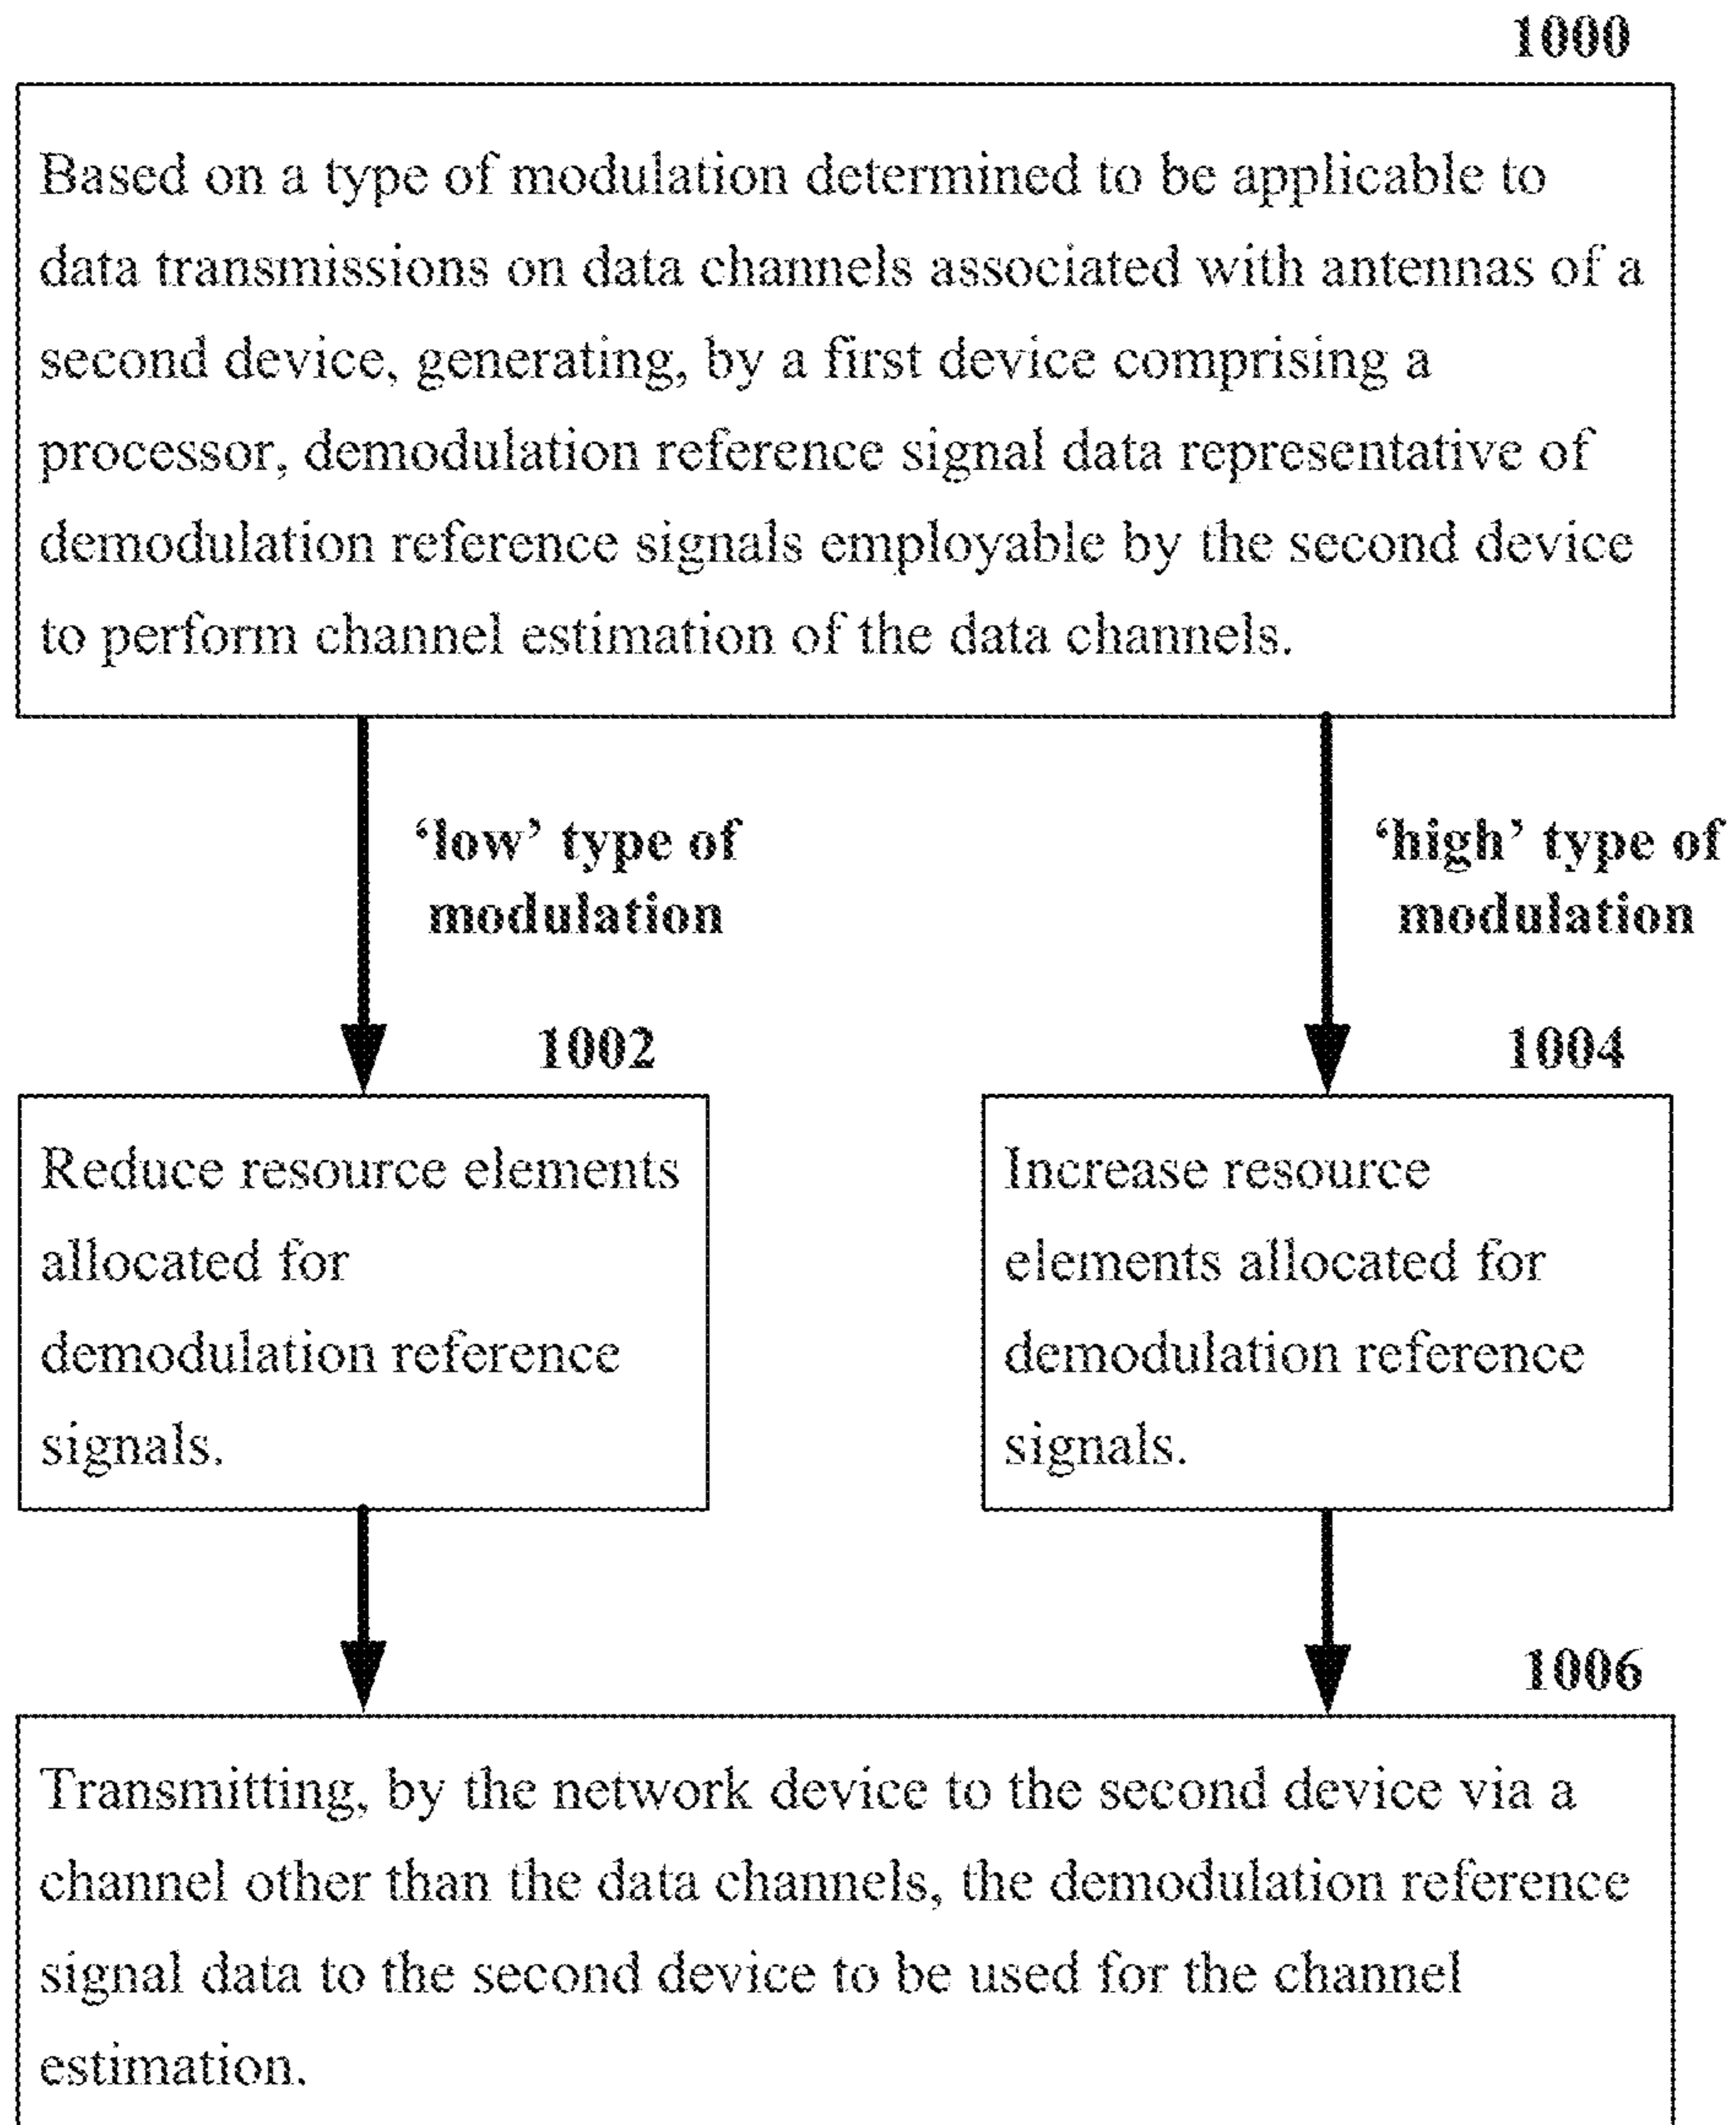 1000
Based on a type of modulation determined to be applicable to
data transmissions on data channels associated with antennas of a
second device, generating, by a first device comprising a
processor, demodulation reference signal data representative of
demodulation reference signals employable by the second device
to perform channel estimation of the data channels.
‘low’ type of
modulation
‘high’ type of
modulation
1002
Reduce resource elements
allocated for
demodulation reference
signals.
1004
Increase resource
elements allocated for
demodulation reference
signals.
1006
Transmitting, by the network device to the second device via a
channel other than the data channels, the demodulation reference
signal data to the second device to be used for the channel
estimation.